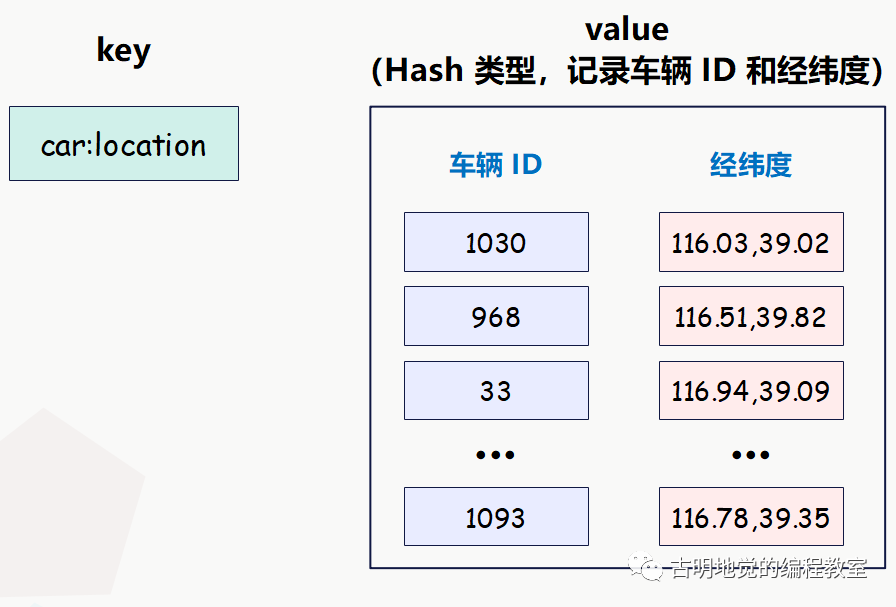 key
value
(Hash 类型，记录车辆 ID 和经纬度)
car:location
车辆 ID 经纬度
1030 116.03,39.02
968 116.51,39.82
33 116.94,39.09
••• •••
1093 116.78,39.35
古明地觉的编程教室